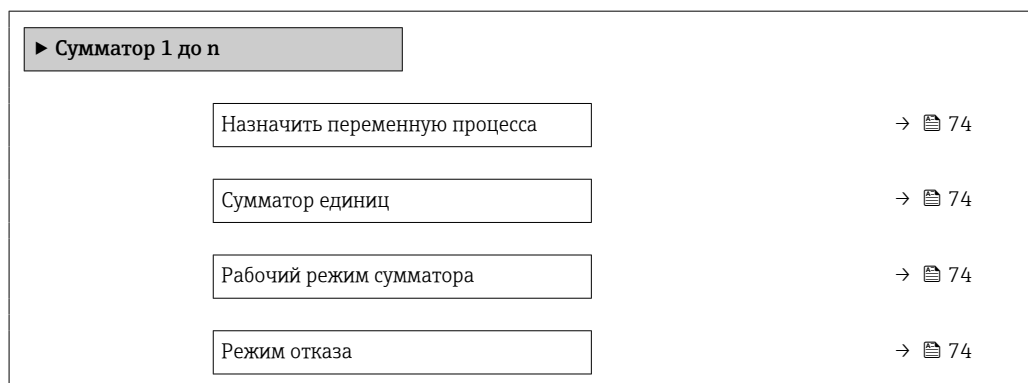 ▶ Сумматор 1 до n
Назначить переменную процесса → 74
Сумматор единиц → 74
Рабочий режим сумматора → 74
Режим отказа → 74